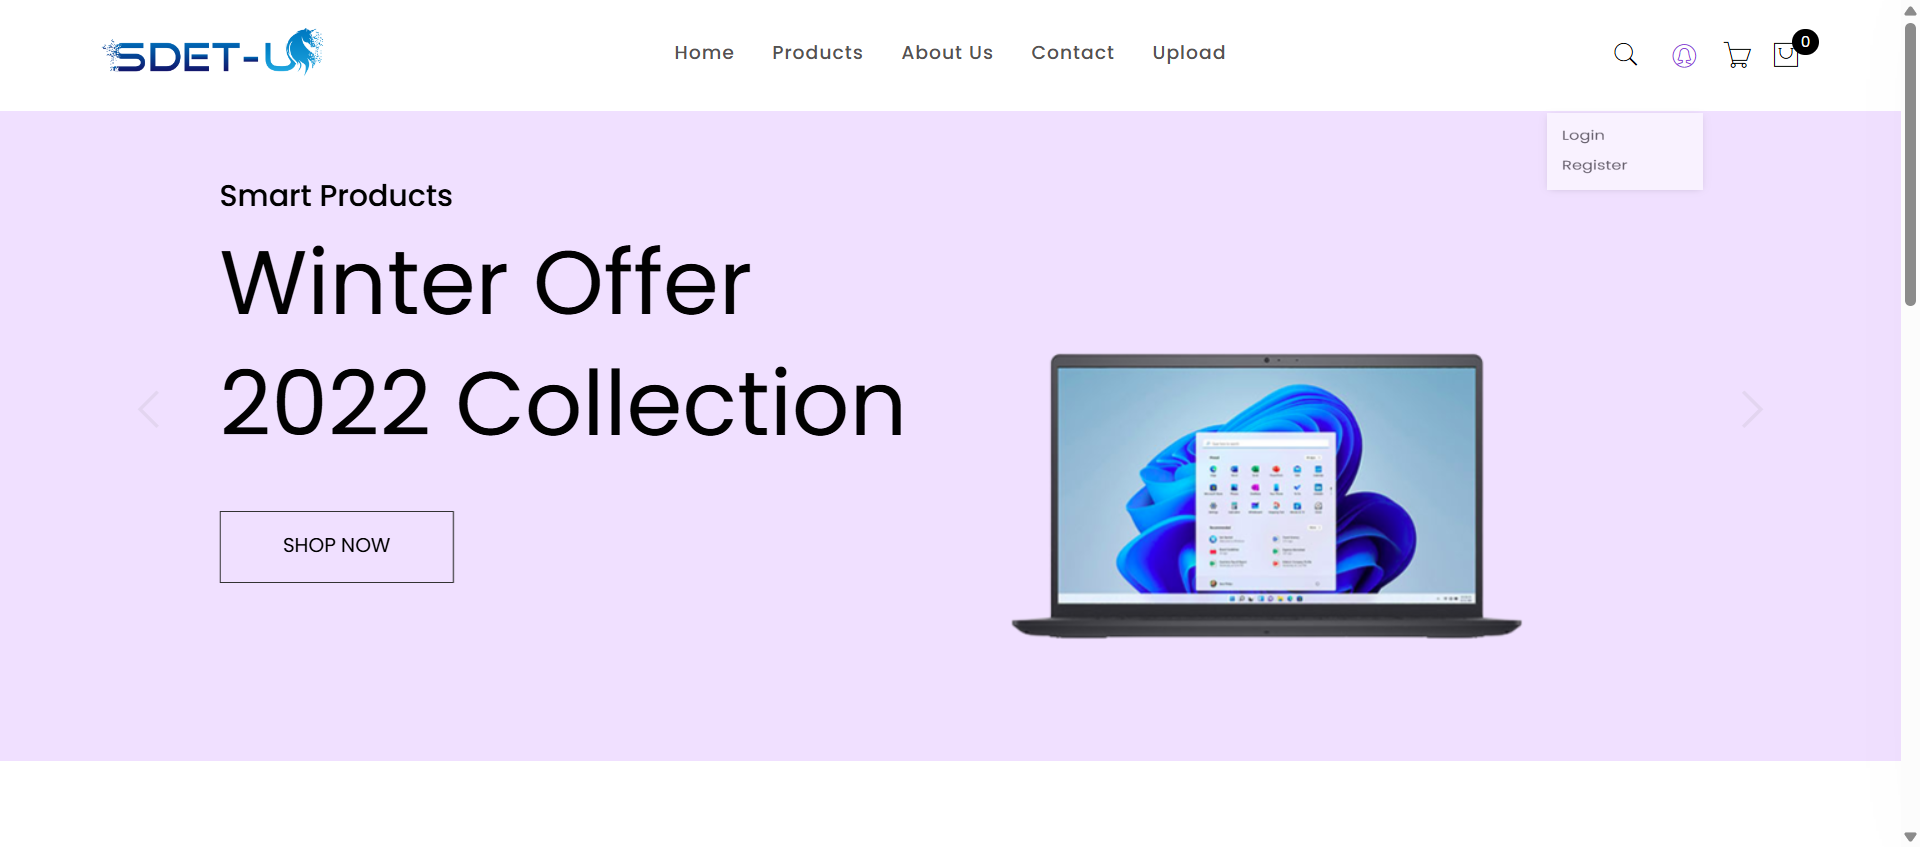 SDET-U
Home Products About Us Contact Upload
0
Login
Register
Smart Products
Winter Offer
2022 Collection
SHOP NOW